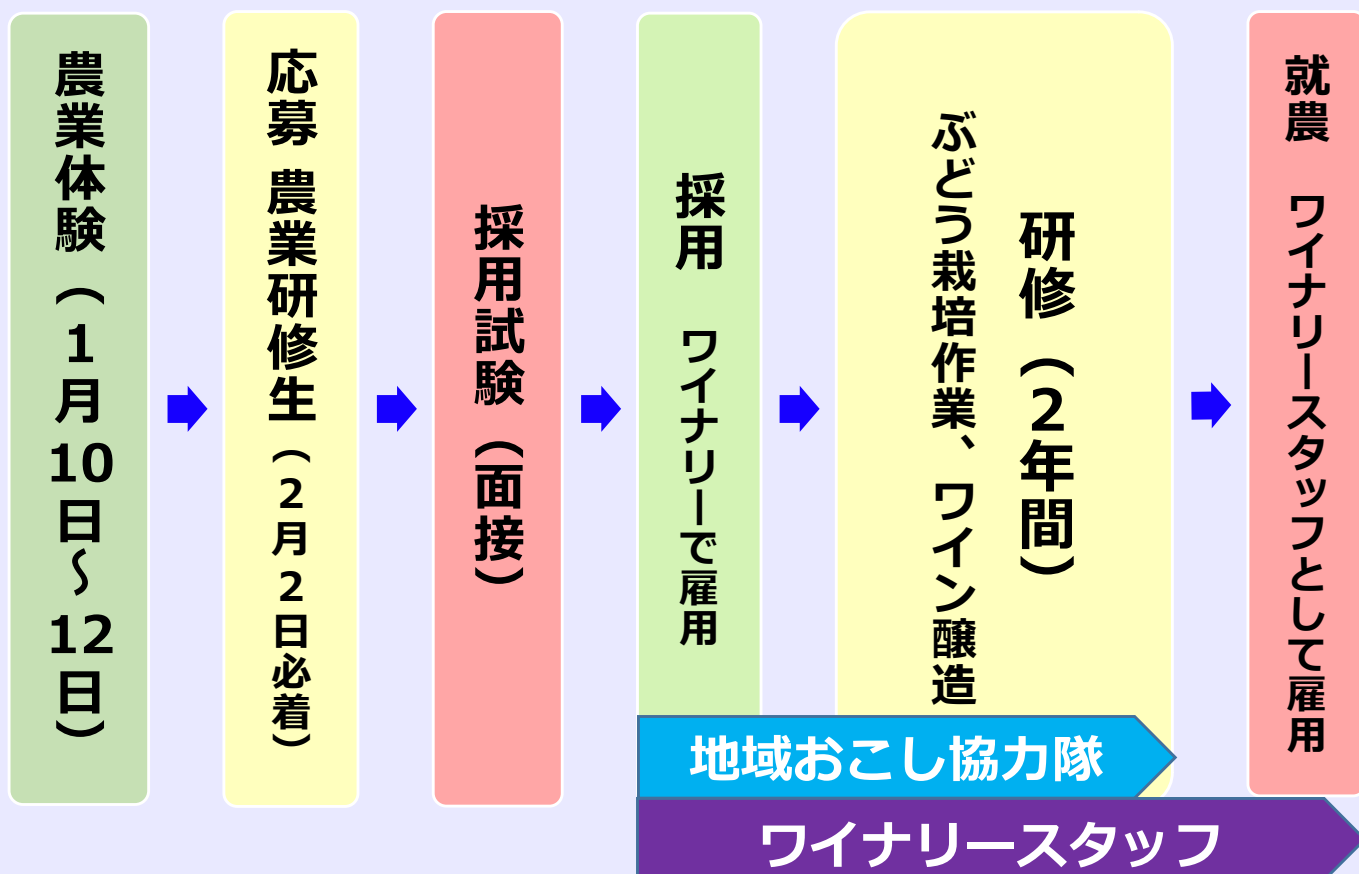 農業体験（1月10日～12日）
応募 農業研修生（2月2日必着）
採用試験（面接）
採用　ワイナリーで雇用
研修（2年間）
ぶどう栽培作業、ワイン醸造
就農　ワイナリースタッフとして雇用
地域おこし協力隊
ワイナリースタッフ